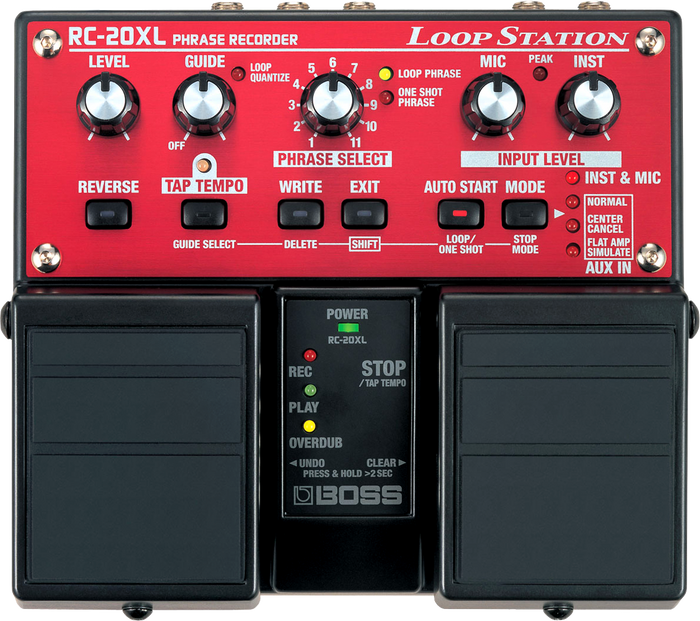 RC-20XL PHRASE RECORDER
LOOP STATION
LEVEL
GUIDE
LOOP
QUANTIZE
OFF
1 2 3 4 5 6 7 8 9 10 11
PHRASE SELECT
LOOP PHRASE
ONE SHOT
PHRASE
MIC
PEAK
INST
INPUT LEVEL
REVERSE
TAP TEMPO
WRITE
EXIT
AUTO START
MODE
INST & MIC
NORMAL
CENTER
CANCEL
FLAT AMP
SIMULATE
AUX IN
GUIDE SELECT
DELETE
SHIFT
LOOP/
ONE SHOT
STOP
MODE
POWER
RC-20XL
REC
STOP
/TAP TEMPO
PLAY
OVERDUB
◀UNDO CLEAR▶
PRESS & HOLD >2 SEC
BOSS